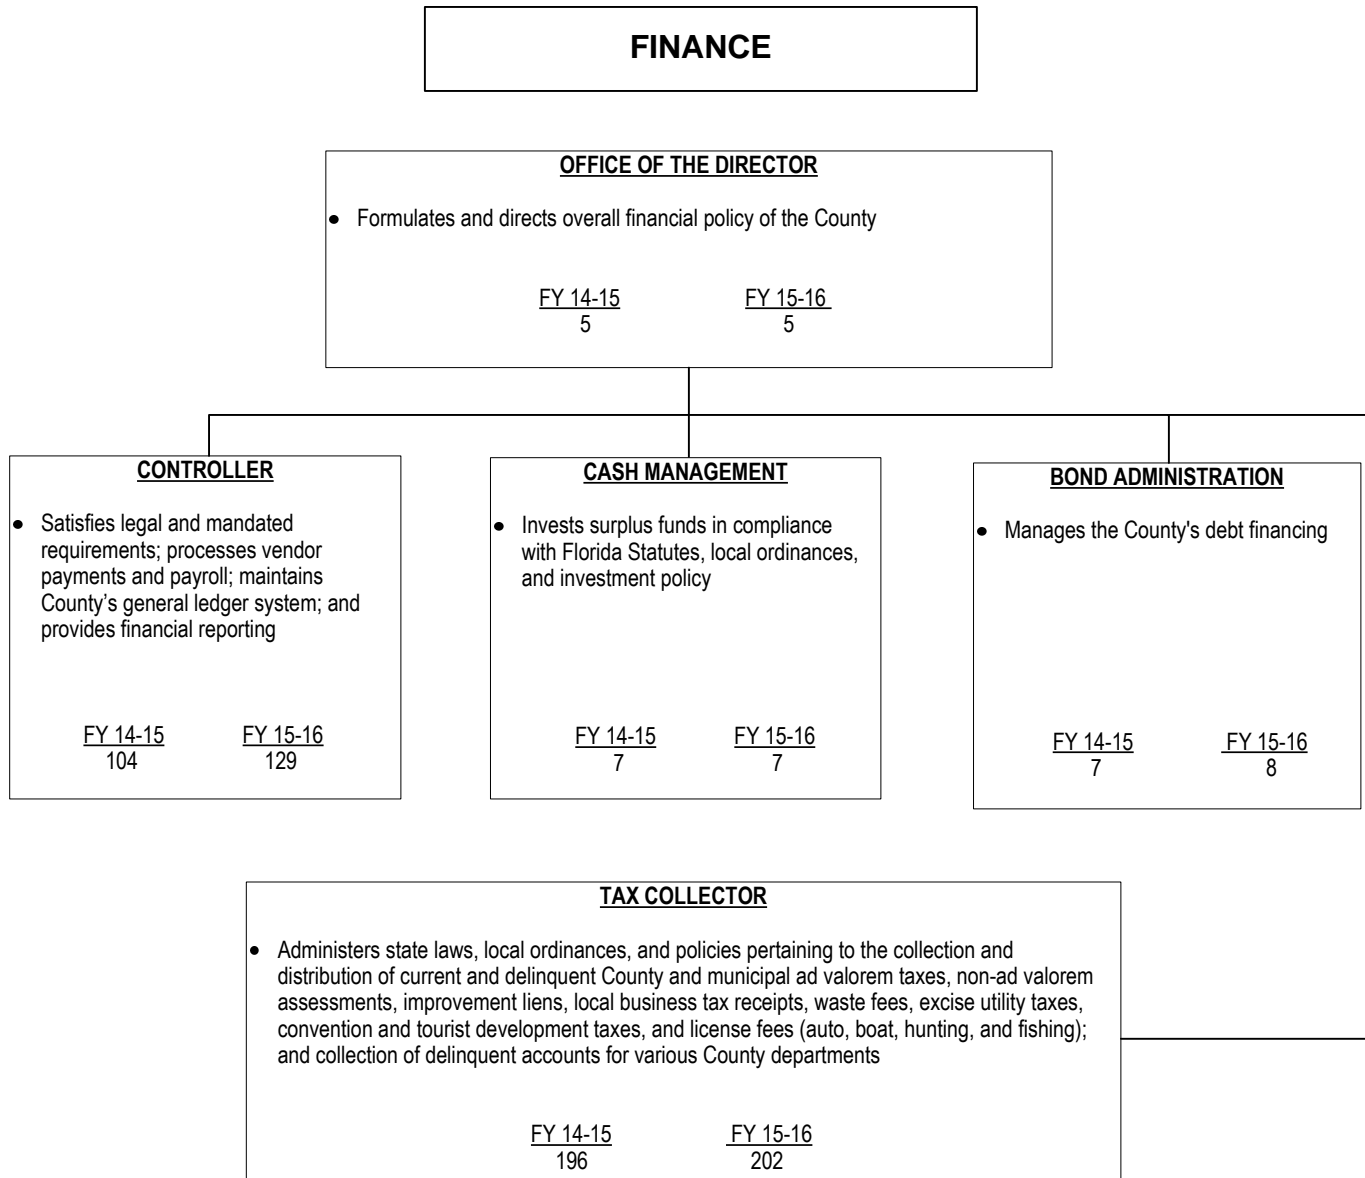 FINANCE
OFFICE OF THE DIRECTOR
● Formulates and directs overall financial policy of the County
FY 14-15 FY 15-16
5 5
CONTROLLER
● Satisfies legal and mandated
requirements; processes vendor
payments and payroll; maintains
County’s general ledger system; and
provides financial reporting
FY 14-15 FY 15-16
104 129
CASH MANAGEMENT
● Invests surplus funds in compliance
with Florida Statutes, local ordinances,
and investment policy
FY 14-15 FY 15-16
7 7
BOND ADMINISTRATION
● Manages the County's debt financing
FY 14-15 FY 15-16
7 8
TAX COLLECTOR
● Administers state laws, local ordinances, and policies pertaining to the collection and
distribution of current and delinquent County and municipal ad valorem taxes, non-ad valorem
assessments, improvement liens, local business tax receipts, waste fees, excise utility taxes,
convention and tourist development taxes, and license fees (auto, boat, hunting, and fishing);
and collection of delinquent accounts for various County departments
FY 14-15 FY 15-16
196 202